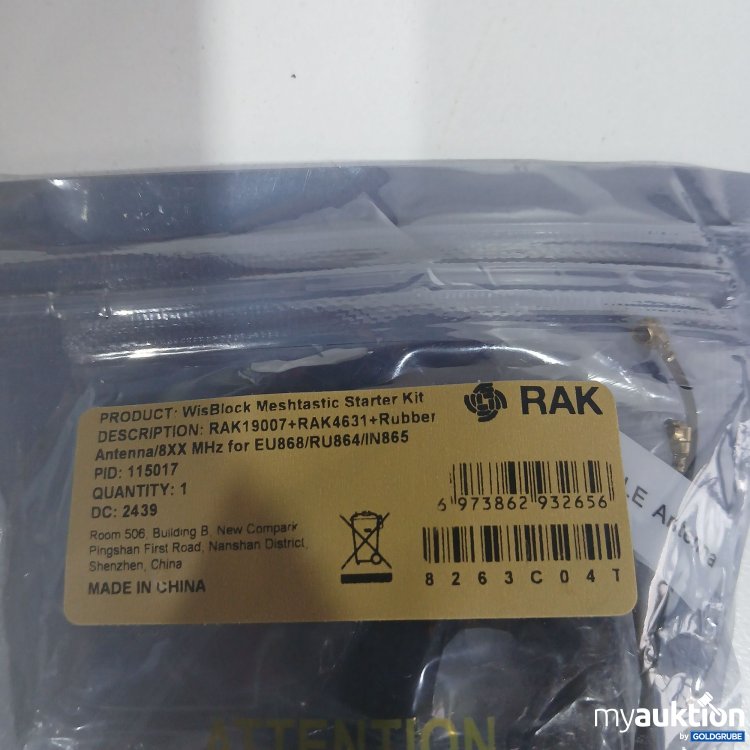 PRODUCT: WisBlock Meshtastic Starter Kit
DESCRIPTION: RAK19007+RAK4631+Rubber
Antenna/8XX MHz for EU868/RU864/IN865
PID: 115017
QUANTITY: 1
DC: 2439
Room 506, Building B, New Compark
Pingshan First Road, Nanshan District,
Shenzhen, China
MADE IN CHINA
RAK
6 973862 932656
8263C04T
Antenna
ATTENTION
myauktion
by GOLDGRUBE